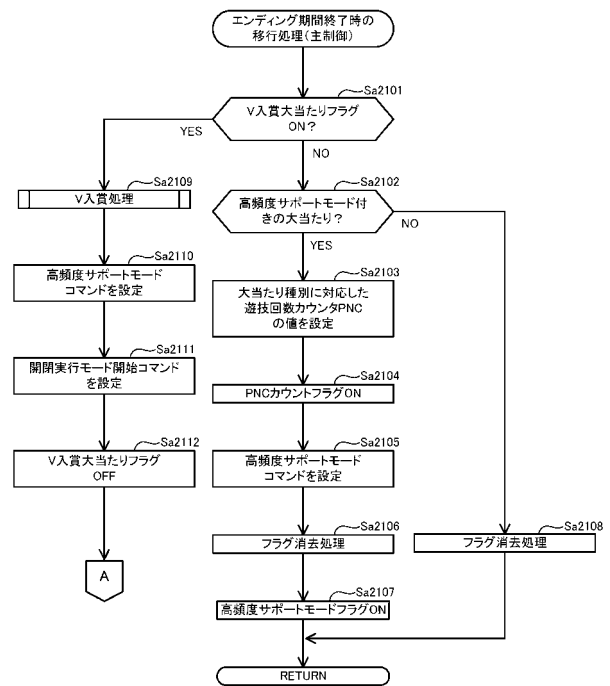 エンディング期間終了時の
移行処理(主制御)
Sa2101
V入賞大当たりフラグ
ON?
YES
NO
Sa2109
V入賞処理
Sa2102
高頻度サポートモード付
きの大当たり?
NO
YES
Sa2110
高頻度サポートモード
コマンドを設定
Sa2103
大当たり種別に対応した
遊技回数カウンタPNC
の値を設定
Sa2111
開閉実行モード開始コマンド
を設定
Sa2104
PNCカウントフラグON
Sa2112
V入賞大当たりフラグ
OFF
Sa2105
高頻度サポートモード
コマンドを設定
A
Sa2106
フラグ消去処理
Sa2108
フラグ消去処理
Sa2107
高頻度サポートモードフラグON
RETURN